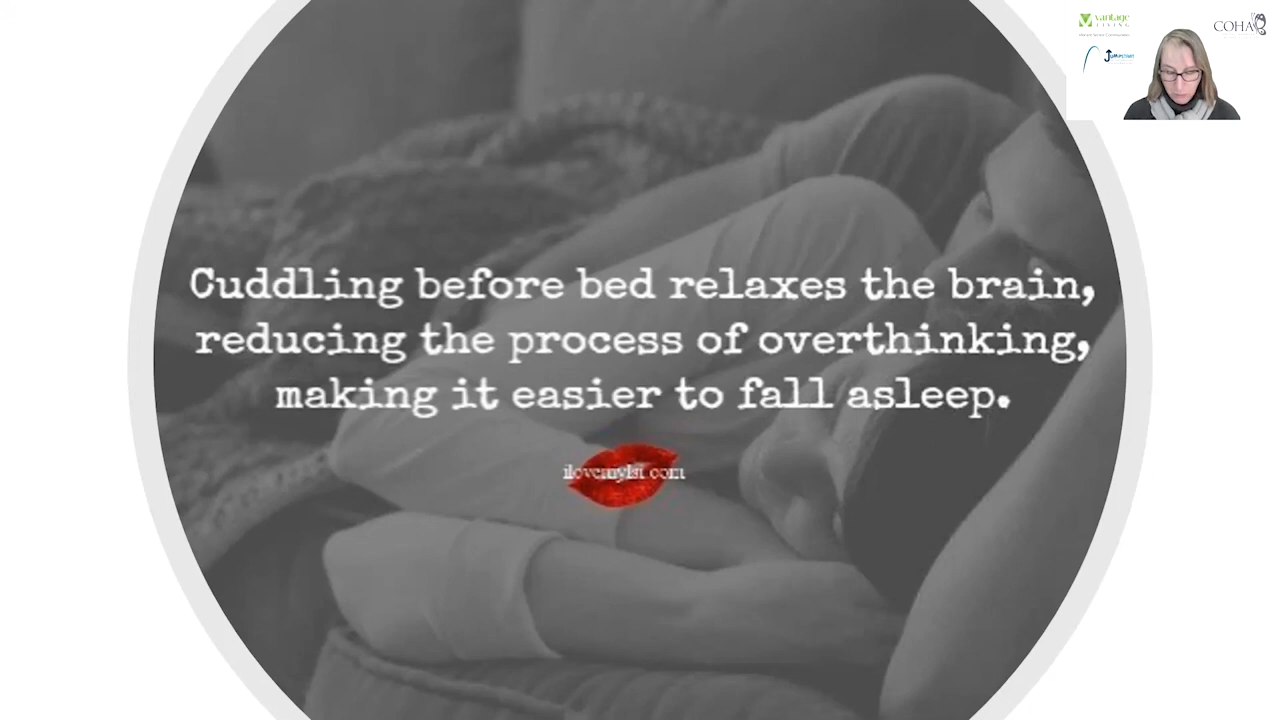 vantage
LIVING
COHA
Cuddling before bed relaxes the brain,
reducing the process of overthinking,
making it easier to fall asleep.